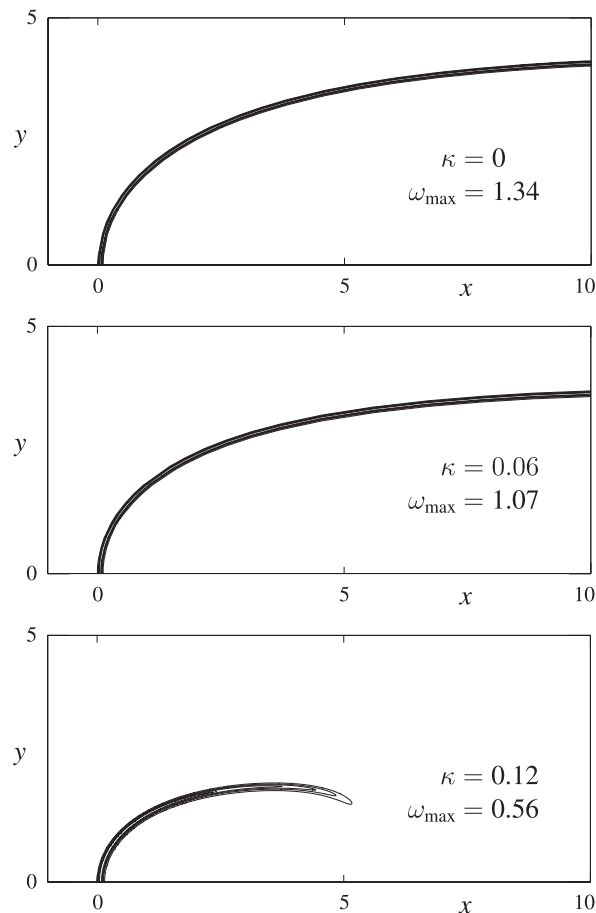 5
y
κ = 0
ω_max = 1.34
0
0 5 x 10
5
y
κ = 0.06
ω_max = 1.07
0
0 5 x 10
5
y
κ = 0.12
ω_max = 0.56
0
0 5 x 10